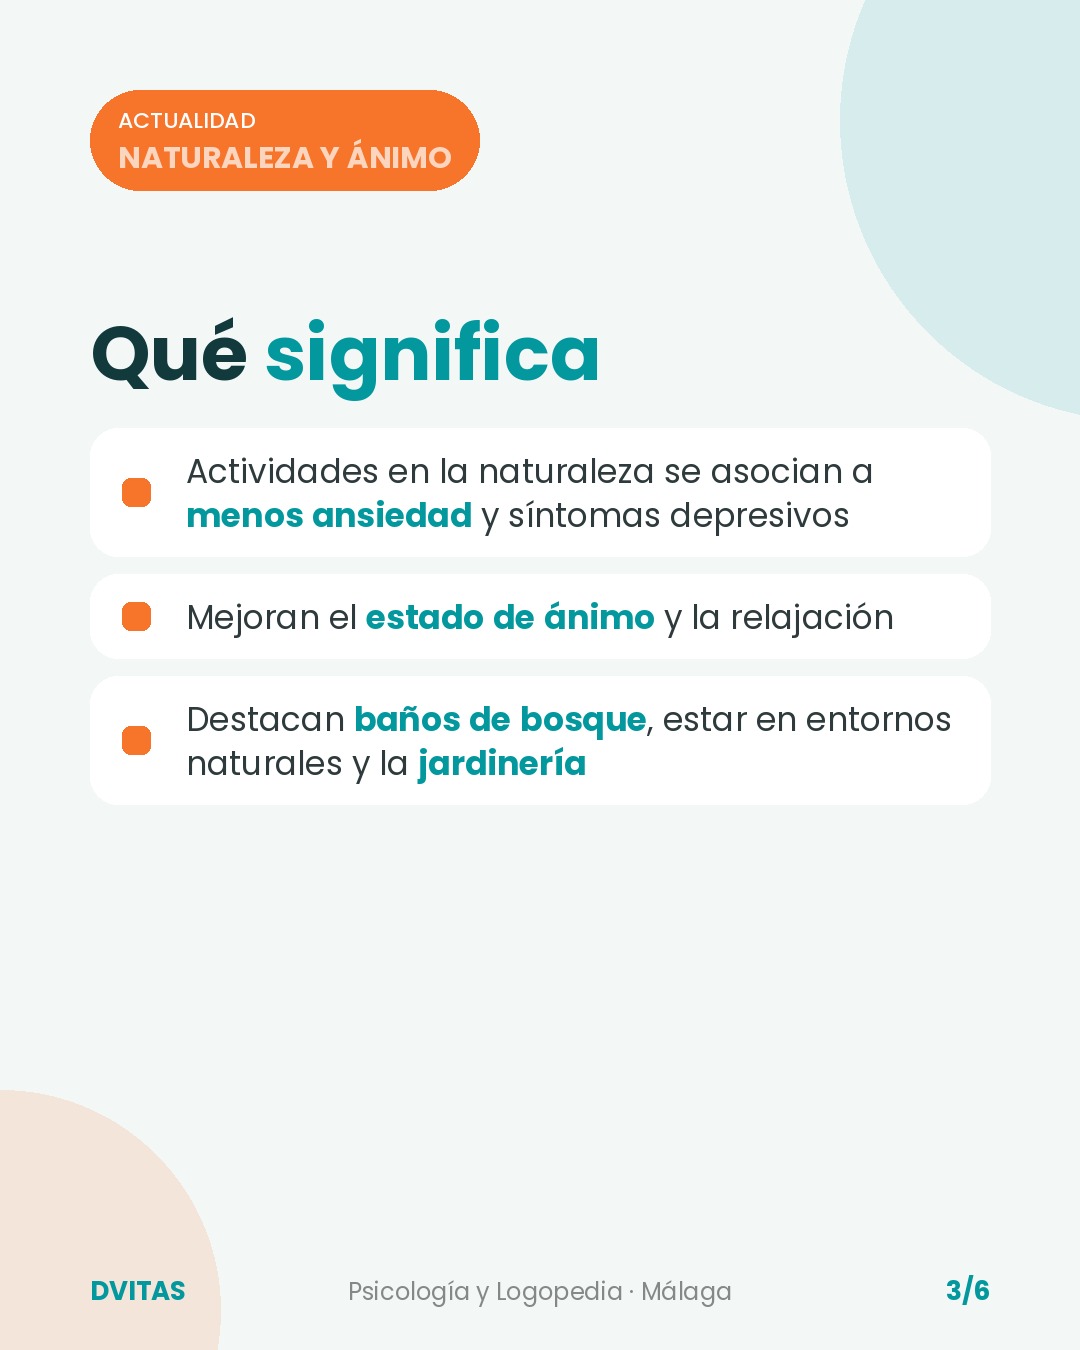 ACTUALIDAD
NATURALEZA Y ÁNIMO
Qué significa
Actividades en la naturaleza se asocian a
menos ansiedad y síntomas depresivos
Mejoran el estado de ánimo y la relajación
Destacan baños de bosque, estar en entornos
naturales y la jardinería
DVITAS
Psicología y Logopedia · Málaga
3/6